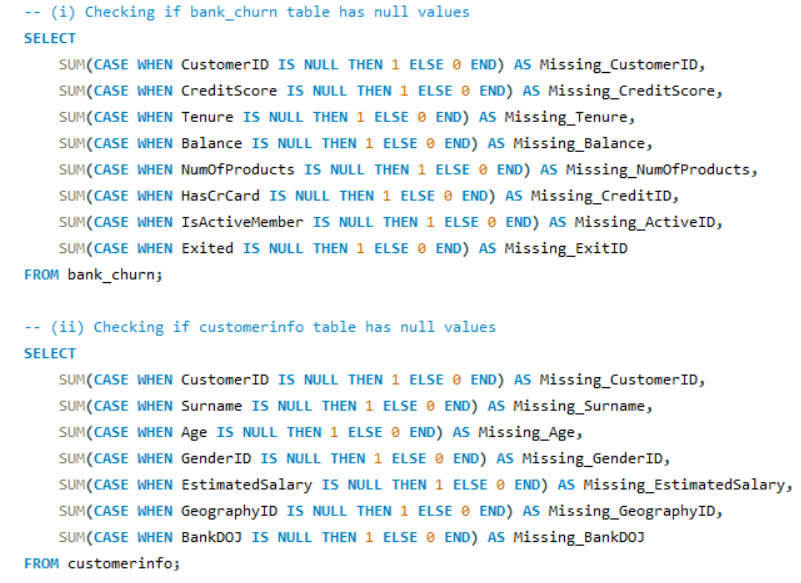 -- (i) Checking if bank_churn table has null values
SELECT
SUM(CASE WHEN CustomerID IS NULL THEN 1 ELSE 0 END) AS Missing_CustomerID,
SUM(CASE WHEN CreditScore IS NULL THEN 1 ELSE 0 END) AS Missing_CreditScore,
SUM(CASE WHEN Tenure IS NULL THEN 1 ELSE 0 END) AS Missing_Tenure,
SUM(CASE WHEN Balance IS NULL THEN 1 ELSE 0 END) AS Missing_Balance,
SUM(CASE WHEN NumOfProducts IS NULL THEN 1 ELSE 0 END) AS Missing_NumOfProducts,
SUM(CASE WHEN HasCrCard IS NULL THEN 1 ELSE 0 END) AS Missing_CreditID,
SUM(CASE WHEN IsActiveMember IS NULL THEN 1 ELSE 0 END) AS Missing_ActiveID,
SUM(CASE WHEN Exited IS NULL THEN 1 ELSE 0 END) AS Missing_ExitID
FROM bank_churn;
-- (ii) Checking if customerinfo table has null values
SELECT
SUM(CASE WHEN CustomerID IS NULL THEN 1 ELSE 0 END) AS Missing_CustomerID,
SUM(CASE WHEN Surname IS NULL THEN 1 ELSE 0 END) AS Missing_Surname,
SUM(CASE WHEN Age IS NULL THEN 1 ELSE 0 END) AS Missing_Age,
SUM(CASE WHEN GenderID IS NULL THEN 1 ELSE 0 END) AS Missing_GenderID,
SUM(CASE WHEN EstimatedSalary IS NULL THEN 1 ELSE 0 END) AS Missing_EstimatedSalary,
SUM(CASE WHEN GeographyID IS NULL THEN 1 ELSE 0 END) AS Missing_GeographyID,
SUM(CASE WHEN BankDOJ IS NULL THEN 1 ELSE 0 END) AS Missing_BankDOJ
FROM customerinfo;